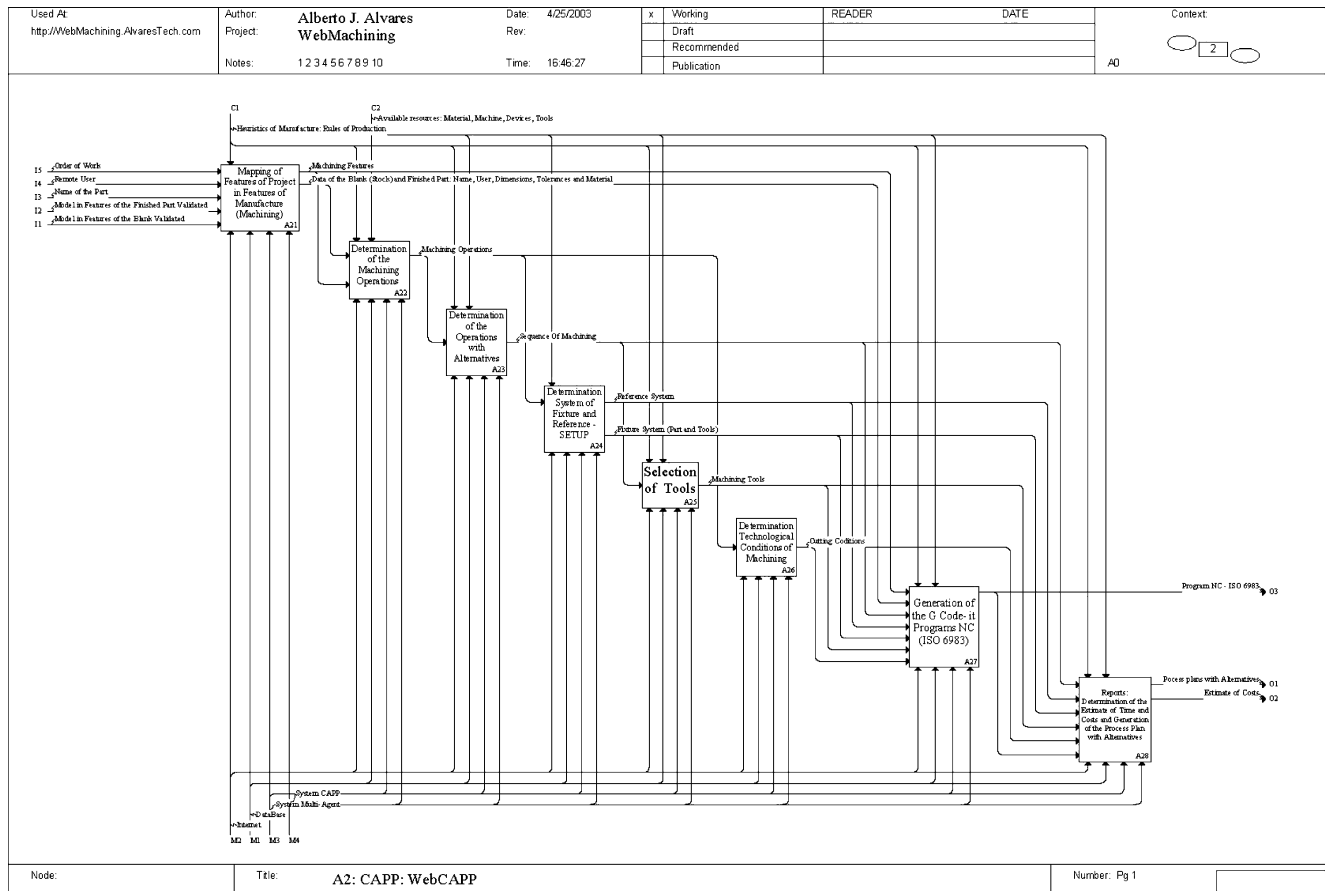 Used At:
http://WebMachining.AlvaresTech.com
Author: Alberto J. Alvares
Project: WebMachining
Notes: 1 2 3 4 5 6 7 8 9 10
Date: 4/25/2003
Rev:
Time: 16:46:27
x Working
Draft
Recommended
Publication
READER DATE
Context:
2
A0
C1
C2
Available resources: Material, Machine, Devices, Tools
Heuristics of Manufacture: Rules of Production
I5 Order of Work
I4 Remote User
I3 Name of the Part
I2 Model in Features of the Finished Part Validated
I1 Model in Features of the Blank Validated
Mapping of
Features of Project
in Features of
Manufacture
(Machining)
A21
Machining Features
Data of the Blank (Stock) and Finished Part: Name, User, Dimensions, Tolerances and Material
Determination
of the
Machining
Operations
A22
Machining Operations
Determination
of the
Operations
with
Alternatives
A23
Sequence Of Machining
Determination
System of
Fixture and
Reference -
SETUP
A24
Reference System
Fixture System (Part and Tools)
Selection
of Tools
A25
Machining Tools
Determination
Technological
Conditions of
Machining
A26
Cutting Coditions
Generation of
the G Code- it
Programs NC
(ISO 6983)
A27
Program NC - ISO 6983 O3
Reports:
Determination of the
Estimate of Time and
Costs and Generation
of the Process Plan
with Alternatives
A28
Pocess plans with Alternatives O1
Estimate of Costs O2
System CAPP
System Multi-Agent
DataBase
Internet
M2 M1 M3 M4
Node:
Title: A2: CAPP: WebCAPP
Number: Pg 1